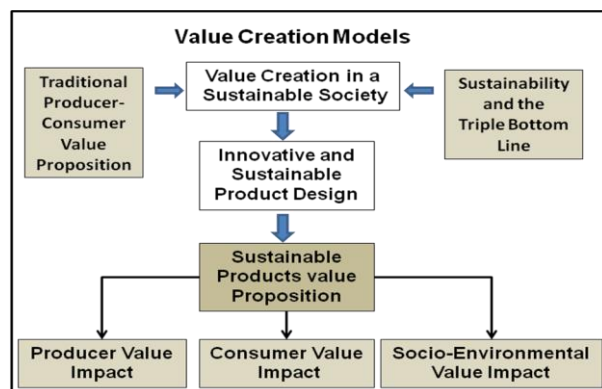 Value Creation Models
Traditional
Producer-
Consumer
Value
Proposition
Value Creation in a
Sustainable Society
Sustainability
and the
Triple Bottom
Line
Innovative and
Sustainable
Product Design
Sustainable
Products value
Proposition
Producer Value
Impact
Consumer Value
Impact
Socio-Environmental
Value Impact